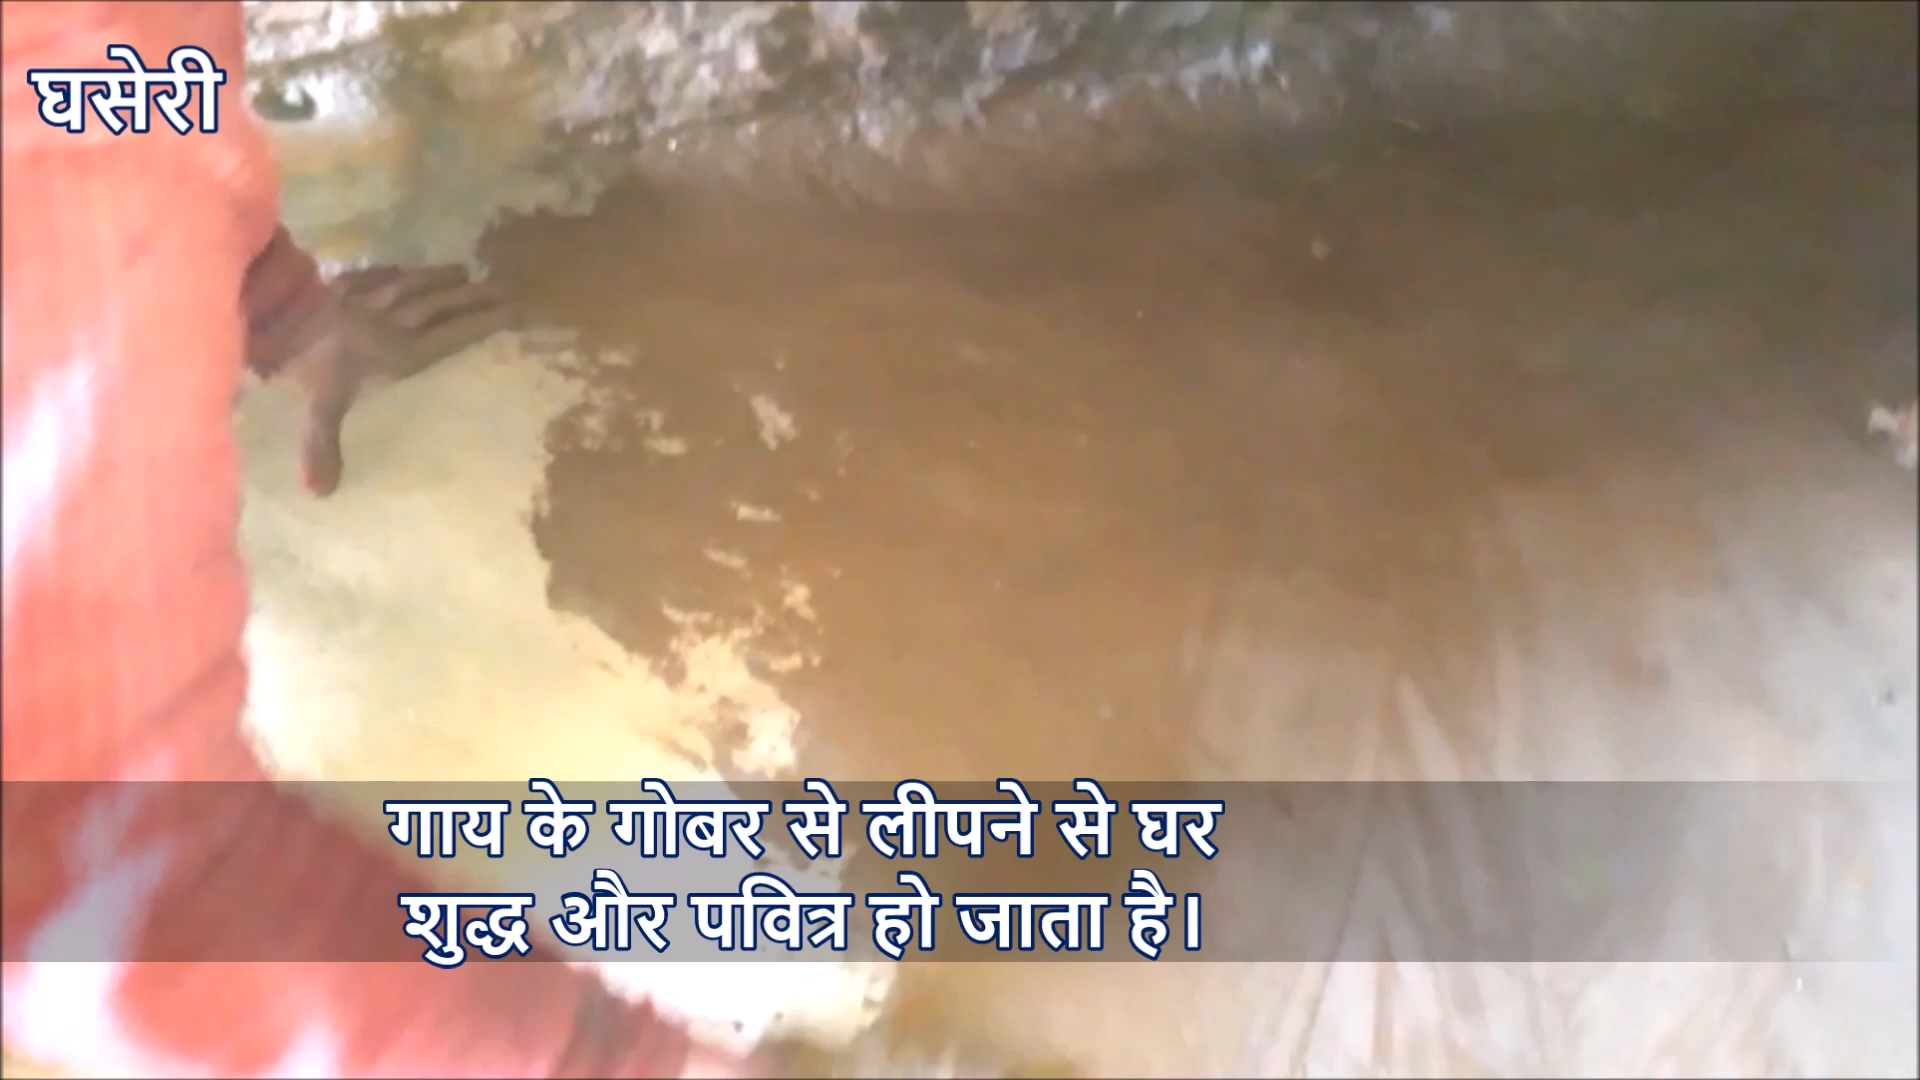 घसेरी
गाय के गोबर से लीपने से घर
शुद्ध और पवित्र हो जाता है।